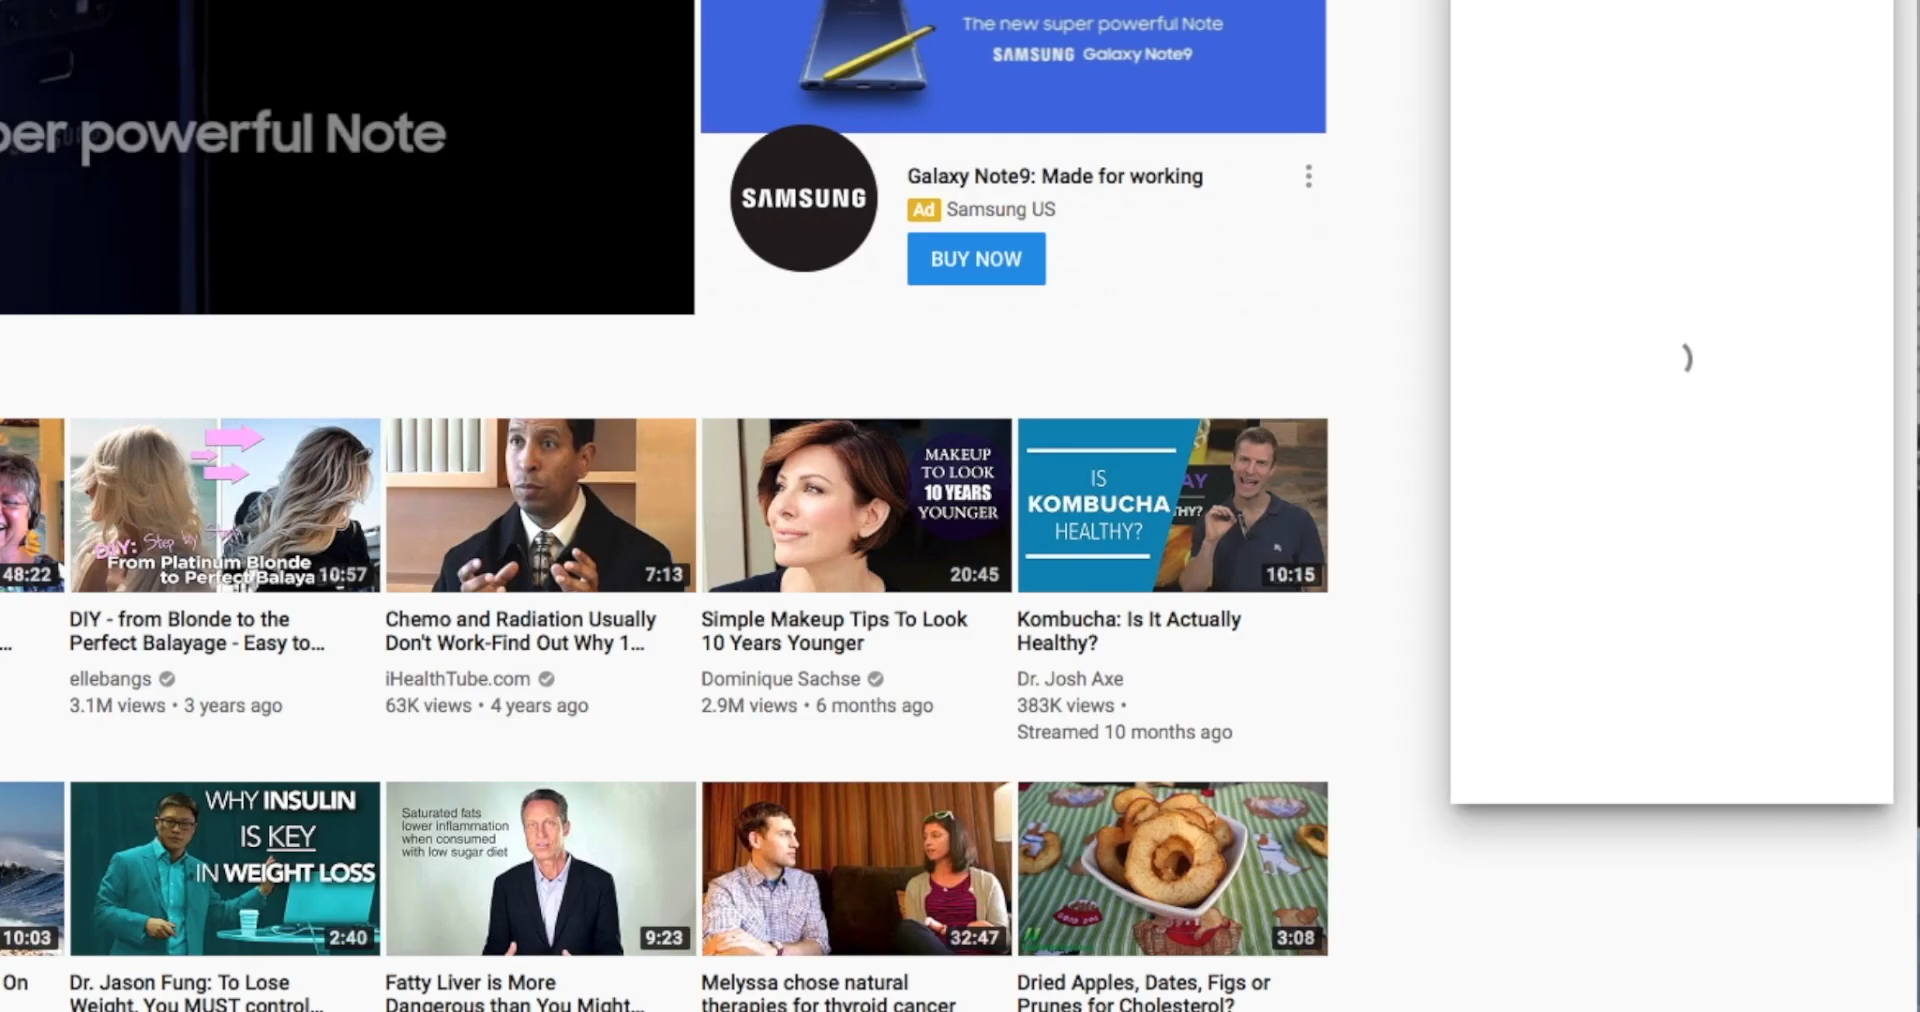 The new super powerful Note
SAMSUNG Galaxy Note9
per powerful Note
SAMSUNG
Galaxy Note9: Made for working
Ad Samsung US
BUY NOW
48:22
DIY: Step by Step
From Platinum Blonde
to Perfect Balaya
10:57
7:13
MAKEUP
TO LOOK
10 YEARS
YOUNGER
20:45
IS
KOMBUCHA
HEALTHY?
AY
THY?
10:15
...
DIY - from Blonde to the
Perfect Balayage - Easy to...
ellebangs
3.1M views • 3 years ago
Chemo and Radiation Usually
Don't Work-Find Out Why 1...
iHealthTube.com
63K views • 4 years ago
Simple Makeup Tips To Look
10 Years Younger
Dominique Sachse
2.9M views • 6 months ago
Kombucha: Is It Actually
Healthy?
Dr. Josh Axe
383K views •
Streamed 10 months ago
10:03
WHY INSULIN
IS KEY
IN WEIGHT LOSS
2:40
Saturated fats
lower inflammation
when consumed
with low sugar diet
9:23
32:47
3:08
On
Dr. Jason Fung: To Lose
Weight, You MUST control...
Fatty Liver is More
Dangerous than You Might...
Melyssa chose natural
therapies for thyroid cancer
Dried Apples, Dates, Figs or
Prunes for Cholesterol?